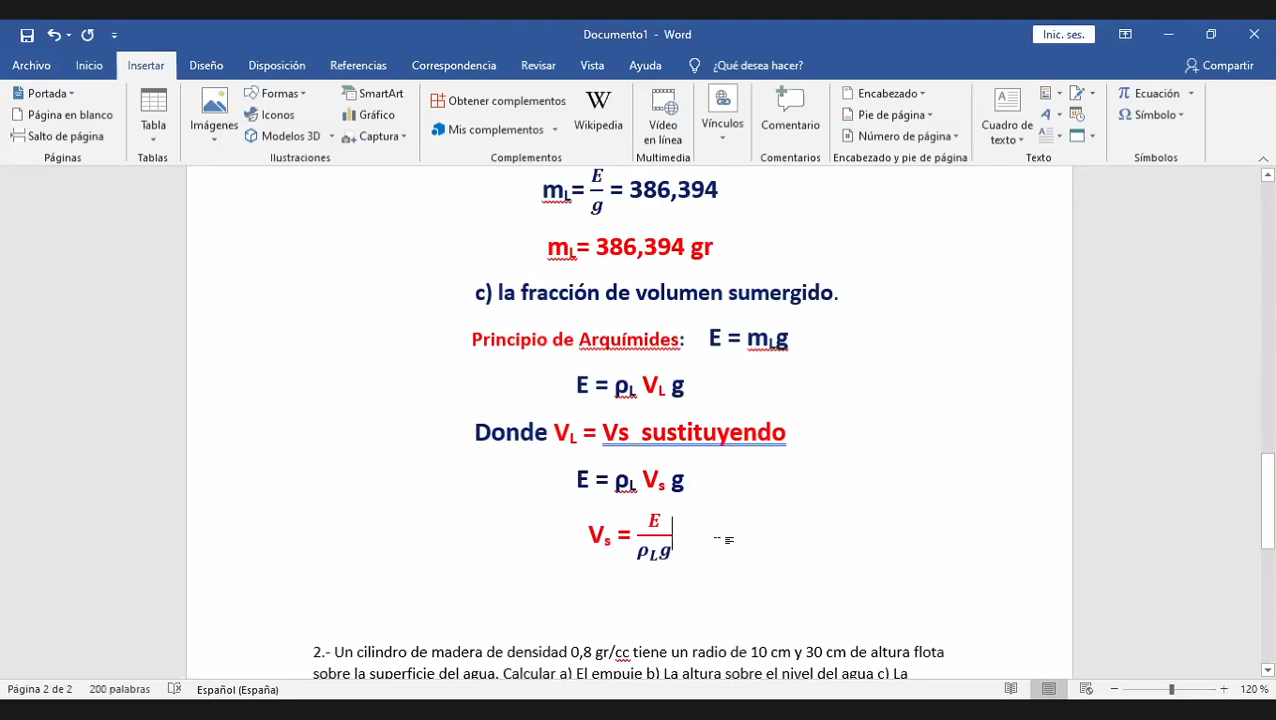 Documento1 - Word
Inic. ses.
Archivo Inicio Insertar Diseño Disposición Referencias Correspondencia Revisar Vista Ayuda ¿Qué desea hacer? Compartir
Portada
Página en blanco
Salto de página
Páginas
Tabla
Tablas
Imágenes
Formas
Iconos
Modelos 3D
SmartArt
Gráfico
Captura
Ilustraciones
Obtener complementos
Mis complementos
Wikipedia
Complementos
Vídeo
en línea
Multimedia
Vínculos
Comentario
Comentarios
Encabezado
Pie de página
Número de página
Encabezado y pie de página
Cuadro de
texto
Texto
Ecuación
Símbolo
Símbolos
mL= E/g = 386,394
mL= 386,394 gr
c) la fracción de volumen sumergido.
Principio de Arquímides: E = mLg
E = ρL VL g
Donde VL = Vs sustituyendo
E = ρL Vs g
Vs = E/ρLg
2.- Un cilindro de madera de densidad 0,8 gr/cc tiene un radio de 10 cm y 30 cm de altura flota
sobre la superficie del agua. Calcular a) El empuje b) La altura sobre el nivel del agua c) La
Página 2 de 2 200 palabras Español (España) 120 %